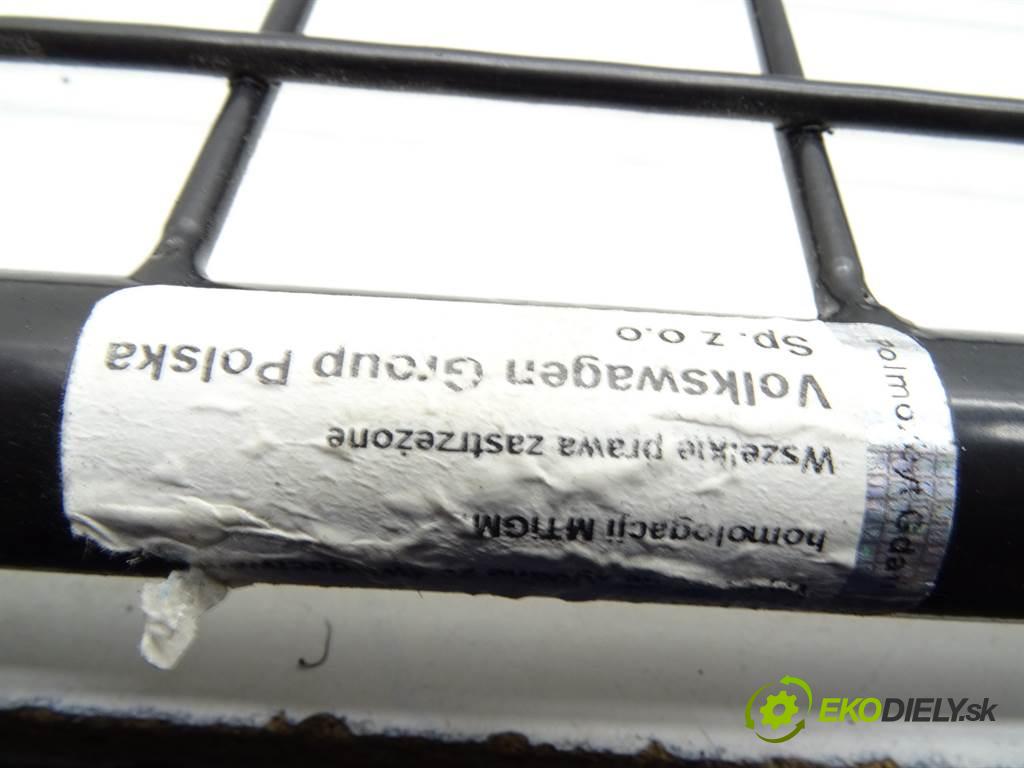 homologacji MTiGM
Wszelkie prawa zastrzeżone
Volkswagen Group Polska
Sp. z o.o
EKODIELY.sk